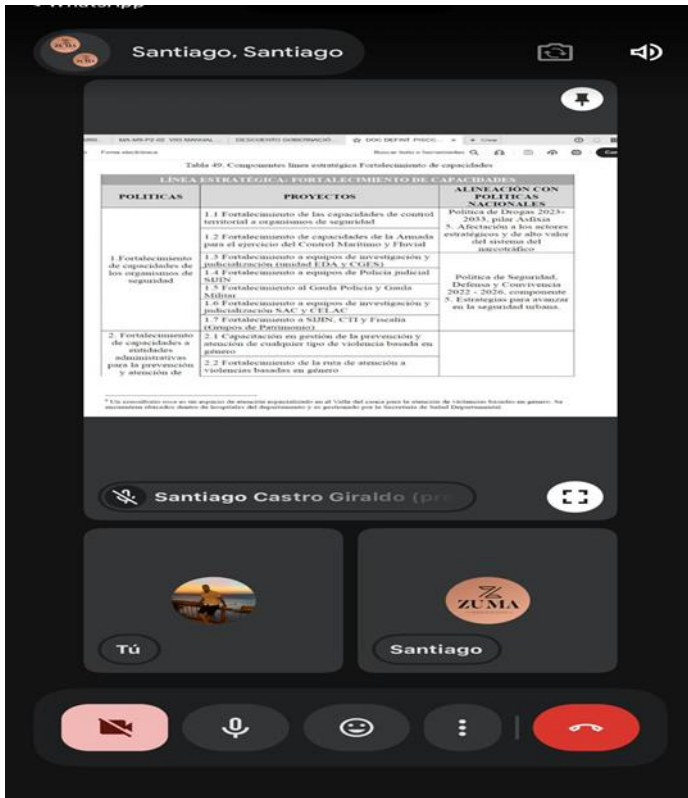 WhatsApp
Santiago, Santiago
Buscar texto o herramientas
Tabla 49. Componentes línea estratégica Fortalecimiento de capacidades
LÍNEA ESTRATÉGICA: FORTALECIMIENTO DE CAPACIDADES
POLITICAS
PROYECTOS
ALINEACIÓN CON
POLITICAS
NACIONALES
1.Fortalecimiento
de capacidades de
los organismos de
seguridad
1.1 Fortalecimiento de las capacidades de control
territorial a organismos de seguridad
1.2 Fortalecimiento de capacidades de la Armada
para el ejercicio del Control Marítimo y Fluvial
1.3 Fortalecimiento a equipos de investigación y
judicialización (unidad EDA y CGES)
1.4 Fortalecimiento a equipos de Policía judicial
SIJIN
1.5 Fortalecimiento al Gaula Policía y Gaula
Militar
1.6 Fortalecimiento a equipos de investigación y
judicialización SAC y CELAC
1.7 Fortalecimiento a SIJIN, CTI y Fiscalía
(Grupos de Patrimonio)
Política de Drogas 2023-
2033, pilar Asfixia
5. Afectación a los actores
estratégicos y de alto valor
del sistema del
narcotráfico
Política de Seguridad,
Defensa y Convivencia
2022 - 2026, componente
5. Estrategias para avanzar
en la seguridad urbana.
2. Fortalecimiento
de capacidades a
entidades
administrativas
para la prevención
y atención de
2.1 Capacitación en gestión de la prevención y
atención de cualquier tipo de violencia basada en
género
2.2 Fortalecimiento de la ruta de atención a
violencias basadas en género
Santiago Castro Giraldo
Tú
ZUMA
Santiago